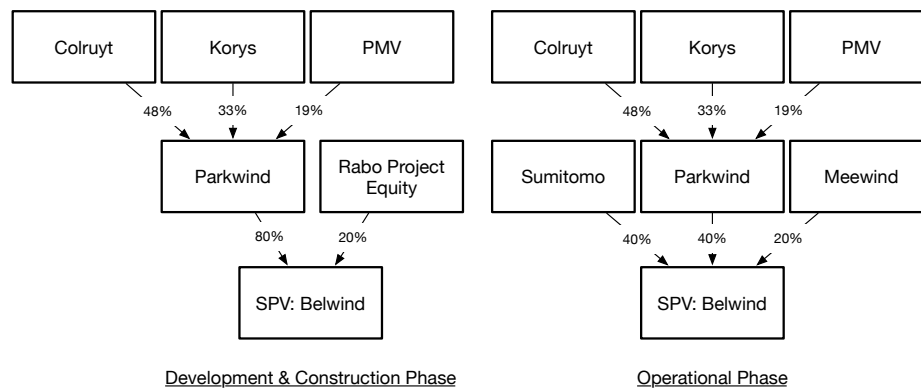 Colruyt
Korys
PMV
48%
33%
19%
Parkwind
Rabo Project
Equity
80%
20%
SPV: Belwind
Development & Construction Phase
Colruyt
Korys
PMV
48%
33%
19%
Sumitomo
Parkwind
Meewind
40%
40%
20%
SPV: Belwind
Operational Phase